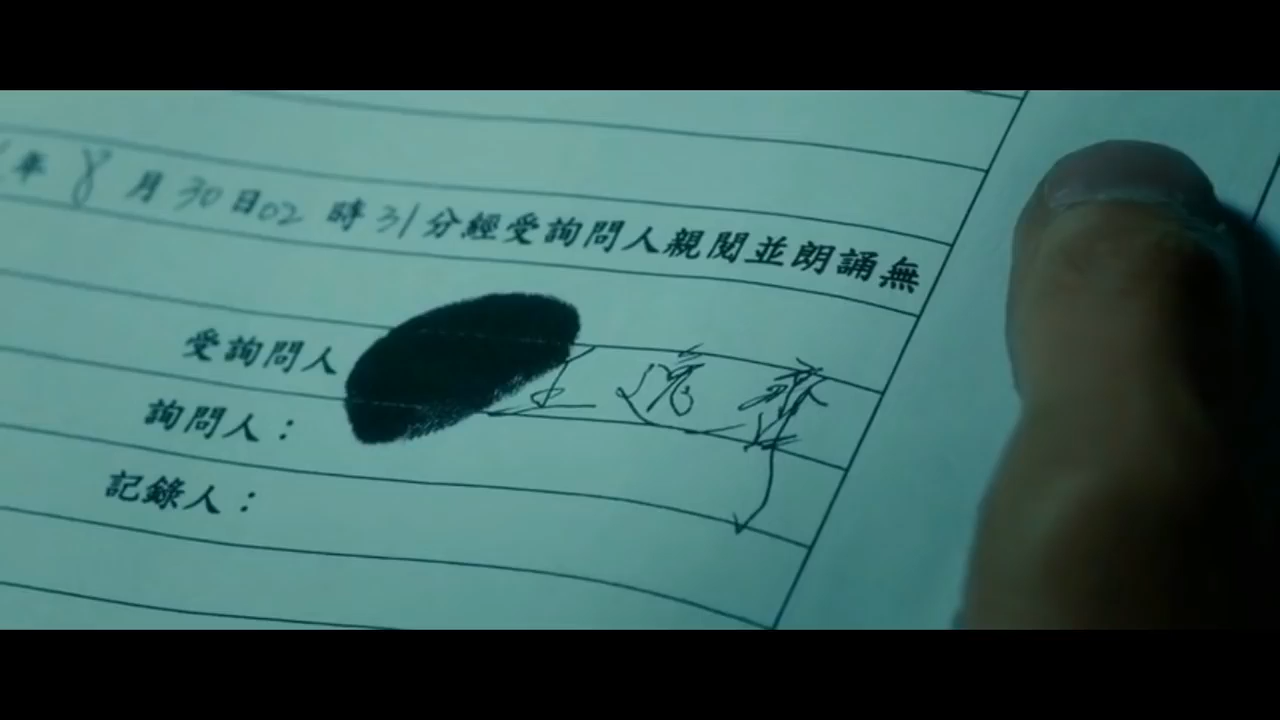 年 8 月 30 日 02 時 31 分經受詢問人親閱並朗誦無
受詢問人 王
詢問人：
記錄人：